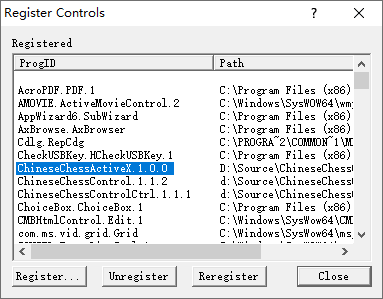 Register Controls
Registered
ProgID Path
AcroPDF.PDF.1 C:\Program Files (x86)
AMOVIE.ActiveMovieControl.2 C:\Windows\SysWOW64\wm
AppWizard6.SubWizard C:\Program Files (x86)
AxBrowse.AxBrowser C:\Program Files (x86)
Cdlg.RepCdg C:\PROGRA~2\COMMON~1\M
CheckUSBKey.HCheckUSBKey.1 C:\Program Files (x86)
ChineseChessActiveX.1.0.0 D:\Source\ChineseChess
ChineseChessControl.1.1.2 D:\Source\ChineseChess
ChineseChessControlCtrl.1.1.1 D:\Source\ChineseChess
ChoiceBox.ChoiceBox.1 C:\Program Files (x86)
CMBHtmlControl.Edit.1 C:\Windows\SysWow64\CM
com.ms.vid.grid.Grid C:\Windows\SysWow64\ms
Register... Unregister Reregister Close